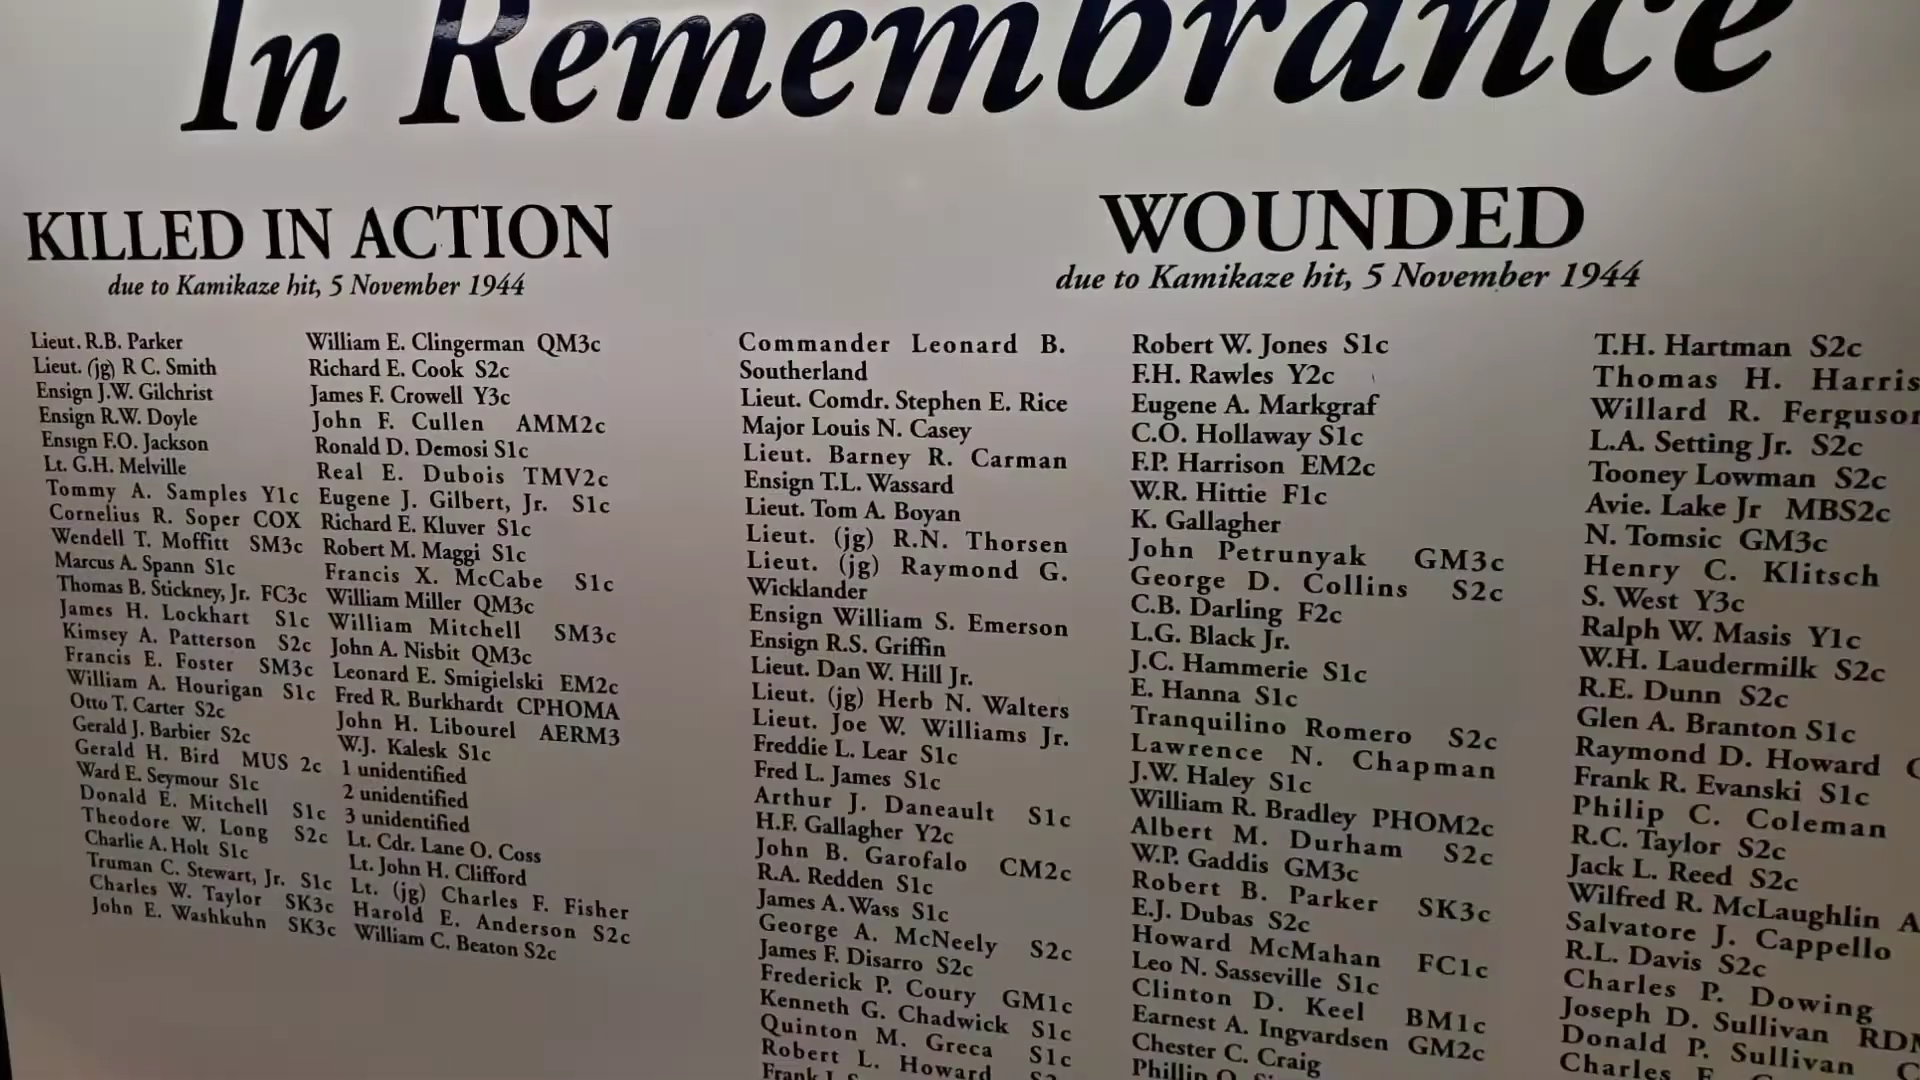 In Remembrance
KILLED IN ACTION
due to Kamikaze hit, 5 November 1944
Lieut. R.B. Parker
Lieut. (jg) R C. Smith
Ensign J.W. Gilchrist
Ensign R.W. Doyle
Ensign F.O. Jackson
Lt. G.H. Melville
Tommy A. Samples Y1c
Cornelius R. Soper COX
Wendell T. Moffitt SM3c
Marcus A. Spann S1c
Thomas B. Stickney, Jr. FC3c
James H. Lockhart S1c
Kimsey A. Patterson S2c
Francis E. Foster SM3c
William A. Hourigan S1c
Otto T. Carter S2c
Gerald J. Barbier S2c
Gerald H. Bird MUS 2c
Ward E. Seymour S1c
Donald E. Mitchell S1c
Theodore W. Long S2c
Charlie A. Holt S1c
Truman C. Stewart, Jr. S1c
Charles W. Taylor SK3c
John E. Washkuhn SK3c
William E. Clingerman QM3c
Richard E. Cook S2c
James F. Crowell Y3c
John F. Cullen AMM2c
Ronald D. Demosi S1c
Real E. Dubois TMV2c
Eugene J. Gilbert, Jr. S1c
Richard E. Kluver S1c
Robert M. Maggi S1c
Francis X. McCabe S1c
William Miller QM3c
William Mitchell SM3c
John A. Nisbit QM3c
Leonard E. Smigielski EM2c
Fred R. Burkhardt CPHOMA
John H. Libourel AERM3
W.J. Kalesk S1c
1 unidentified
2 unidentified
3 unidentified
Lt. Cdr. Lane O. Coss
Lt. John H. Clifford
Lt. (jg) Charles F. Fisher
Harold E. Anderson S2c
William C. Beaton S2c
WOUNDED
due to Kamikaze hit, 5 November 1944
Commander Leonard B.
Southerland
Lieut. Comdr. Stephen E. Rice
Major Louis N. Casey
Lieut. Barney R. Carman
Ensign T.L. Wassard
Lieut. Tom A. Boyan
Lieut. (jg) R.N. Thorsen
Lieut. (jg) Raymond G.
Wicklander
Ensign William S. Emerson
Ensign R.S. Griffin
Lieut. Dan W. Hill Jr.
Lieut. (jg) Herb N. Walters
Lieut. Joe W. Williams Jr.
Freddie L. Lear S1c
Fred L. James S1c
Arthur J. Daneault S1c
H.F. Gallagher Y2c
John B. Garofalo CM2c
R.A. Redden S1c
James A. Wass S1c
George A. McNeely S2c
James F. Disarro S2c
Frederick P. Coury GM1c
Kenneth G. Chadwick S1c
Quinton M. Greca S1c
Robert L. Howard
Robert W. Jones S1c
F.H. Rawles Y2c
Eugene A. Markgraf
C.O. Hollaway S1c
F.P. Harrison EM2c
W.R. Hittie F1c
K. Gallagher
John Petrunyak GM3c
George D. Collins S2c
C.B. Darling F2c
L.G. Black Jr.
J.C. Hammerie S1c
E. Hanna S1c
Tranquilino Romero S2c
Lawrence N. Chapman
J.W. Haley S1c
William R. Bradley PHOM2c
Albert M. Durham S2c
W.P. Gaddis GM3c
Robert B. Parker SK3c
E.J. Dubas S2c
Howard McMahan FC1c
Leo N. Sasseville S1c
Clinton D. Keel BM1c
Earnest A. Ingvardsen GM2c
Chester C. Craig
T.H. Hartman S2c
Thomas H. Harris
Willard R. Ferguson
L.A. Setting Jr. S2c
Tooney Lowman S2c
Avie. Lake Jr MBS2c
N. Tomsic GM3c
Henry C. Klitsch
S. West Y3c
Ralph W. Masis Y1c
W.H. Laudermilk S2c
R.E. Dunn S2c
Glen A. Branton S1c
Raymond D. Howard
Frank R. Evanski S1c
Philip C. Coleman
R.C. Taylor S2c
Jack L. Reed S2c
Wilfred R. McLaughlin
Salvatore J. Cappello
R.L. Davis S2c
Charles P. Dowing
Joseph D. Sullivan
Donald P. Sullivan
Charles